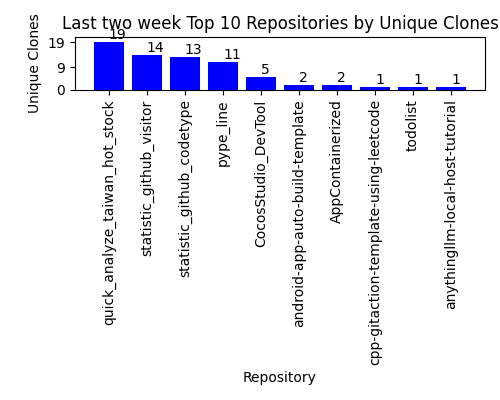 Last two week Top 10 Repositories by Unique Clones
Unique Clones
19
9
0
19
14
13
11
5
2
2
1
1
1
quick_analyze_taiwan_hot_stock
statistic_github_visitor
statistic_github_codetype
pype_line
CocosStudio_DevTool
android-app-auto-build-template
AppContainerized
cpp-gitaction-template-using-leetcode
todolist
anythingllm-local-host-tutorial
Repository